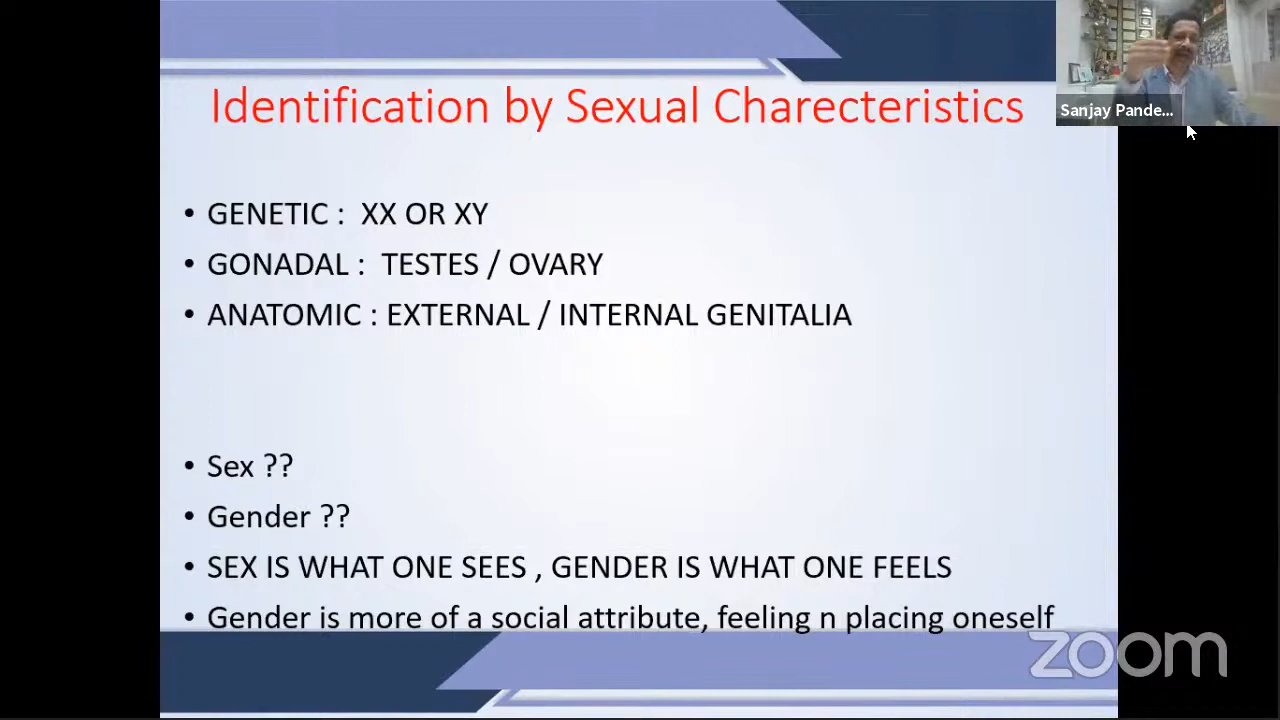 Identification by Sexual Charecteristics
Sanjay Pande...
• GENETIC : XX OR XY
• GONADAL : TESTES / OVARY
• ANATOMIC : EXTERNAL / INTERNAL GENITALIA
• Sex ??
• Gender ??
• SEX IS WHAT ONE SEES , GENDER IS WHAT ONE FEELS
• Gender is more of a social attribute, feeling n placing oneself
zoom